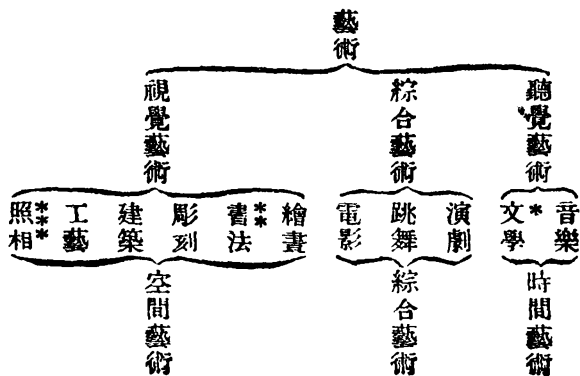 藝術
聽覺藝術
綜合藝術
視覺藝術
音樂
*文學
演劇
跳舞
電影
繪畫
**書法
彫刻
建築
工藝
***照相
時間藝術
綜合藝術
空間藝術